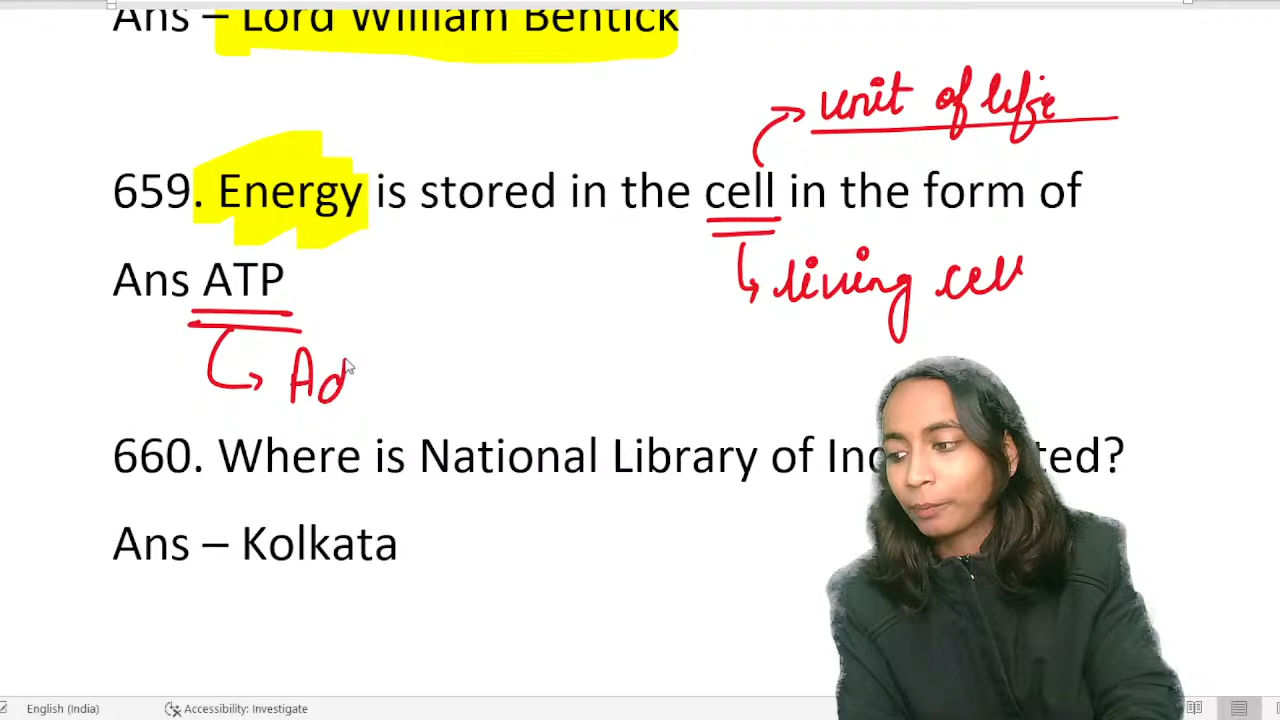 Ans – Lord William Bentick
unit of life
659. Energy is stored in the cell in the form of
Ans ATP
living cell
Ad
660. Where is National Library of In ted?
Ans – Kolkata
English (India) Accessibility: Investigate